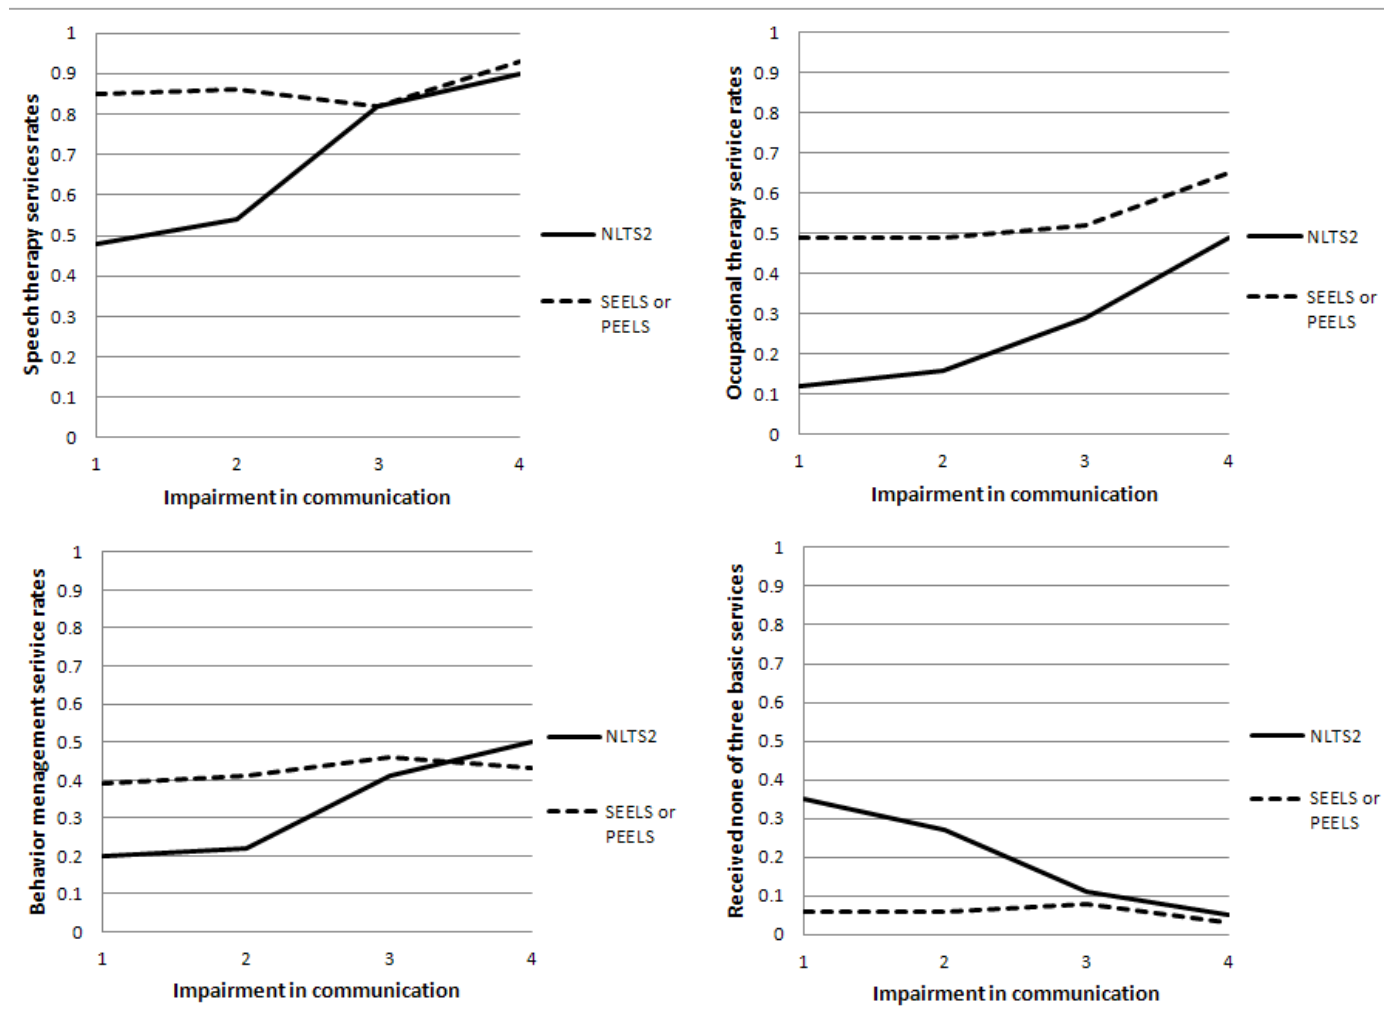 Speech therapy services rates
1
0.9
0.8
0.7
0.6
0.5
0.4
0.3
0.2
0.1
0
1 2 3 4
Impairment in communication
NLTS2
SEELS or
PEELS
Occupational therapy serivice rates
1
0.9
0.8
0.7
0.6
0.5
0.4
0.3
0.2
0.1
0
1 2 3 4
Impairment in communication
NLTS2
SEELS or
PEELS
Behavior menagement serivice rates
1
0.9
0.8
0.7
0.6
0.5
0.4
0.3
0.2
0.1
0
1 2 3 4
Impairment in communication
NLTS2
SEELS or
PEELS
Received none of three basic services
1
0.9
0.8
0.7
0.6
0.5
0.4
0.3
0.2
0.1
0
1 2 3 4
Impairment in communication
NLTS2
SEELS or
PEELS